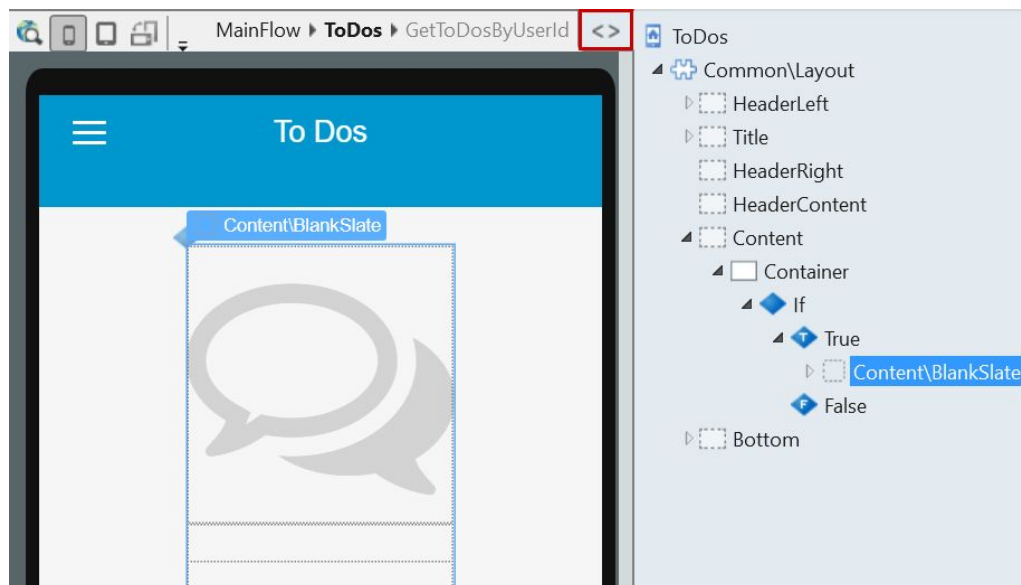 MainFlow ToDos GetToDosByUserId <>
To Dos
Content\BlankSlate
ToDos
Common\Layout
HeaderLeft
Title
HeaderRight
HeaderContent
Content
Container
If
T True
Content\BlankSlate
F False
Bottom